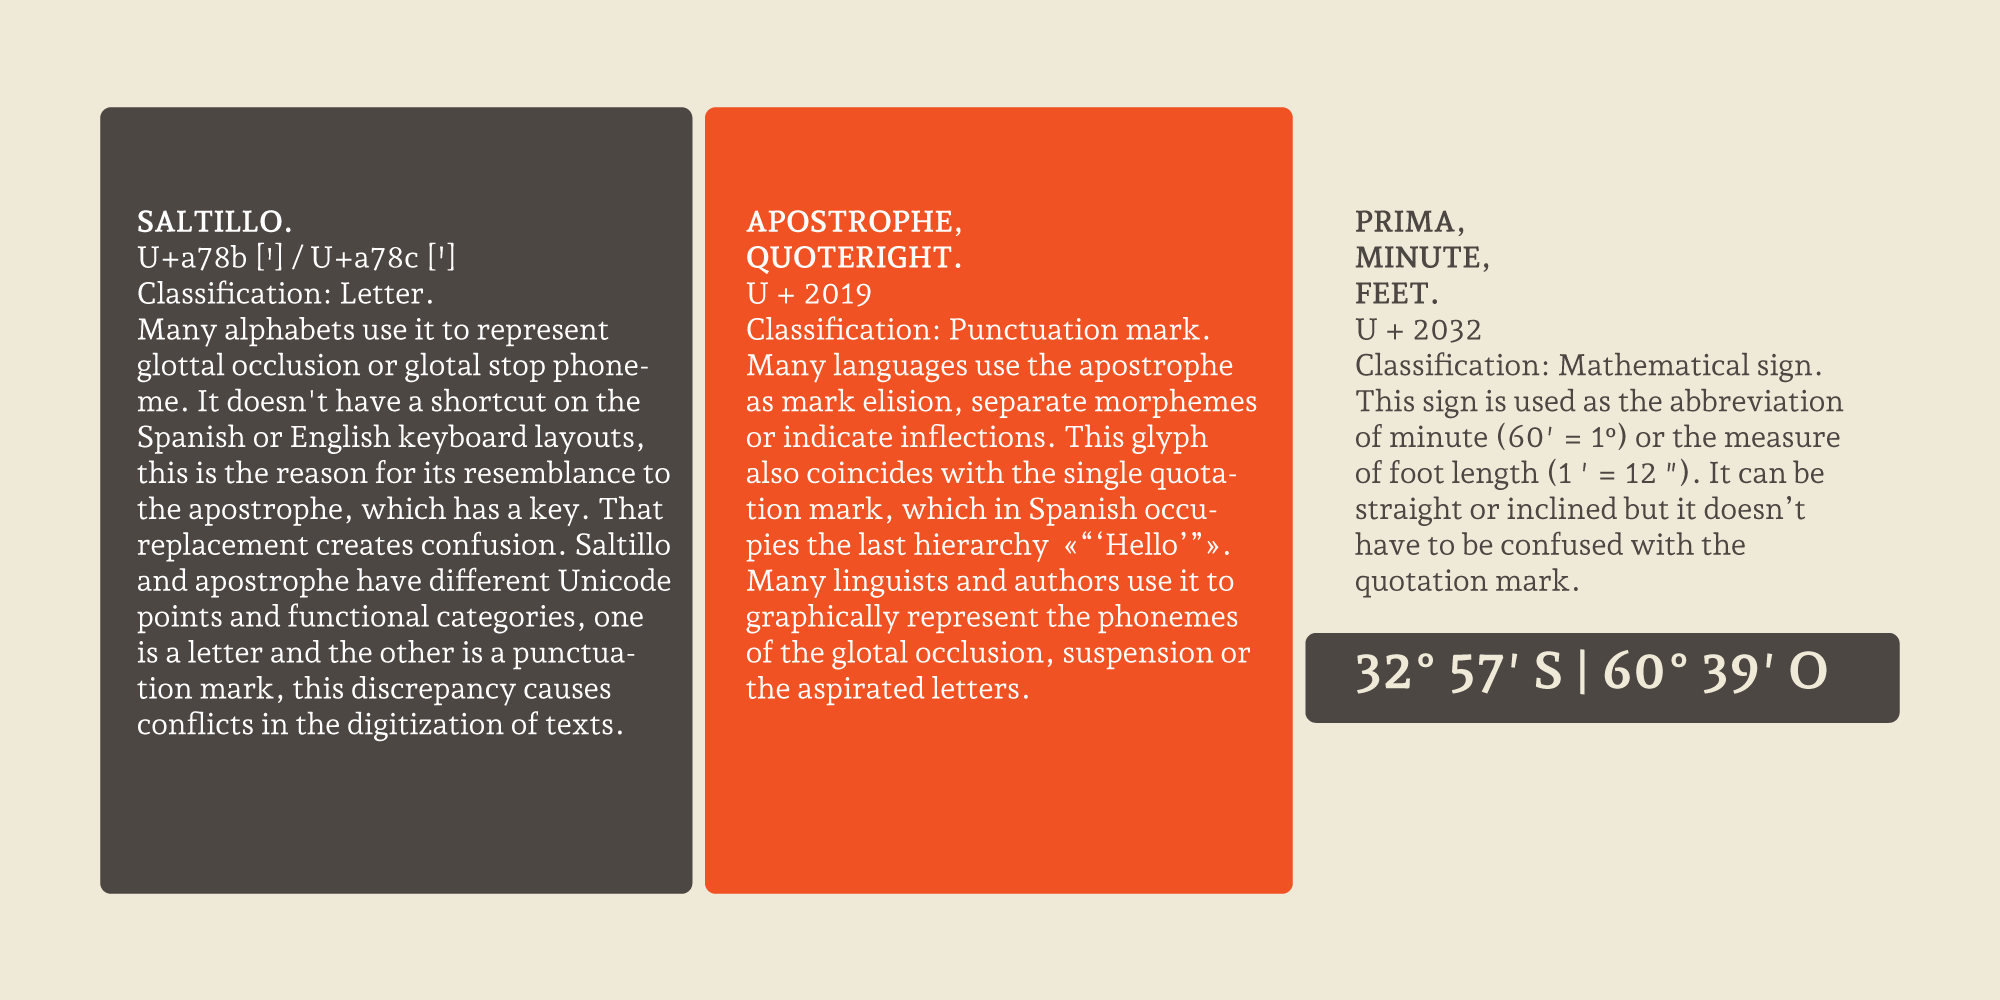 SALTILLO.
U+a78b [Ꞌ] / U+a78c [ꞌ]
Classification: Letter.
Many alphabets use it to represent
glottal occlusion or glotal stop phone-
me. It doesn't have a shortcut on the
Spanish or English keyboard layouts,
this is the reason for its resemblance to
the apostrophe, which has a key. That
replacement creates confusion. Saltillo
and apostrophe have different Unicode
points and functional categories, one
is a letter and the other is a punctua-
tion mark, this discrepancy causes
conflicts in the digitization of texts.
APOSTROPHE,
QUOTERIGHT.
U + 2019
Classification: Punctuation mark.
Many languages use the apostrophe
as mark elision, separate morphemes
or indicate inflections. This glyph
also coincides with the single quota-
tion mark, which in Spanish occu-
pies the last hierarchy «“‘Hello’”».
Many linguists and authors use it to
graphically represent the phonemes
of the glotal occlusion, suspension or
the aspirated letters.
PRIMA,
MINUTE,
FEET.
U + 2032
Classification: Mathematical sign.
This sign is used as the abbreviation
of minute (60′ = 1º) or the measure
of foot length (1 ′ = 12 ″). It can be
straight or inclined but it doesn’t
have to be confused with the
quotation mark.
32° 57′ S | 60° 39′ O